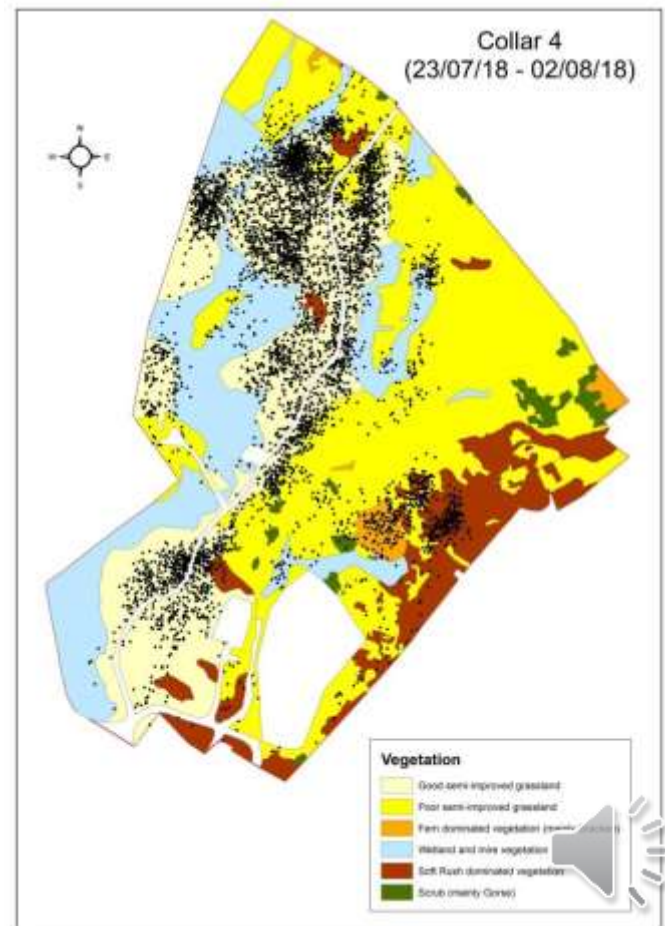 Collar 4
(23/07/18 - 02/08/18)
N
W E
S
Vegetation
Good semi-improved grassland
Poor semi-improved grassland
Fern dominated vegetation (mainly
Wetland and mire vegetation
Soft Rush dominated vegetation
Scrub (mainly Gorse)